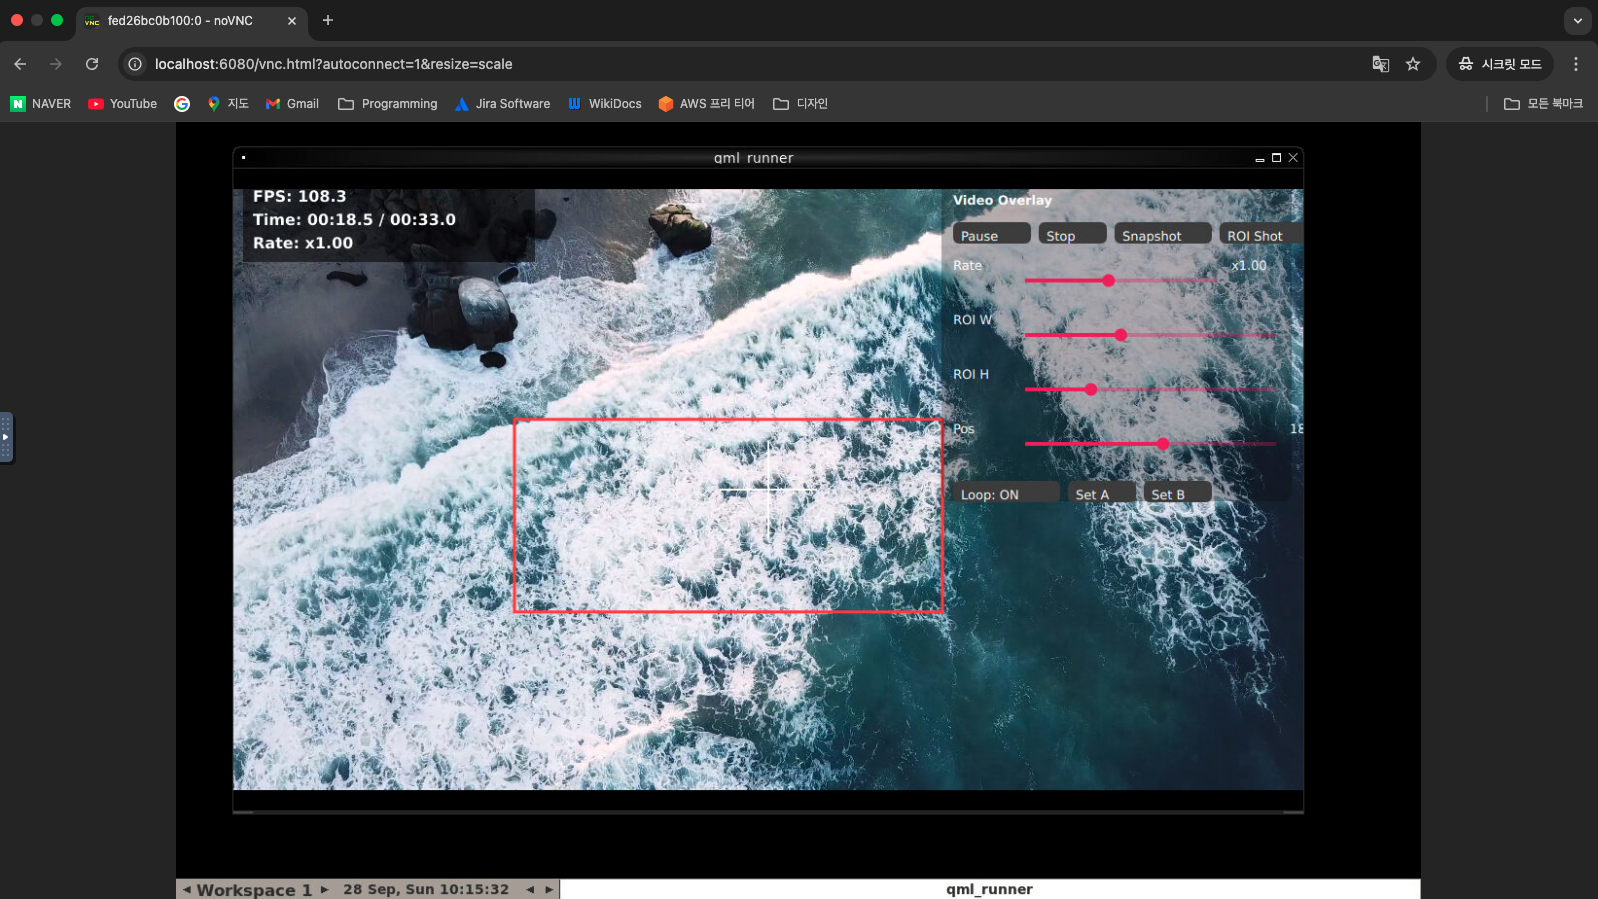 fed26bc0b100:0 - noVNC
localhost:6080/vnc.html?autoconnect=1&resize=scale
시크릿 모드
NAVER YouTube 지도 Gmail Programming Jira Software WikiDocs AWS 프리 티어 디자인 모든 북마크
qml_runner
FPS: 108.3
Time: 00:18.5 / 00:33.0
Rate: x1.00
Video Overlay
Pause Stop Snapshot ROI Shot
Rate x1.00
ROI W
ROI H
Pos 18
Loop: ON Set A Set B
Workspace 1 28 Sep, Sun 10:15:32 qml_runner